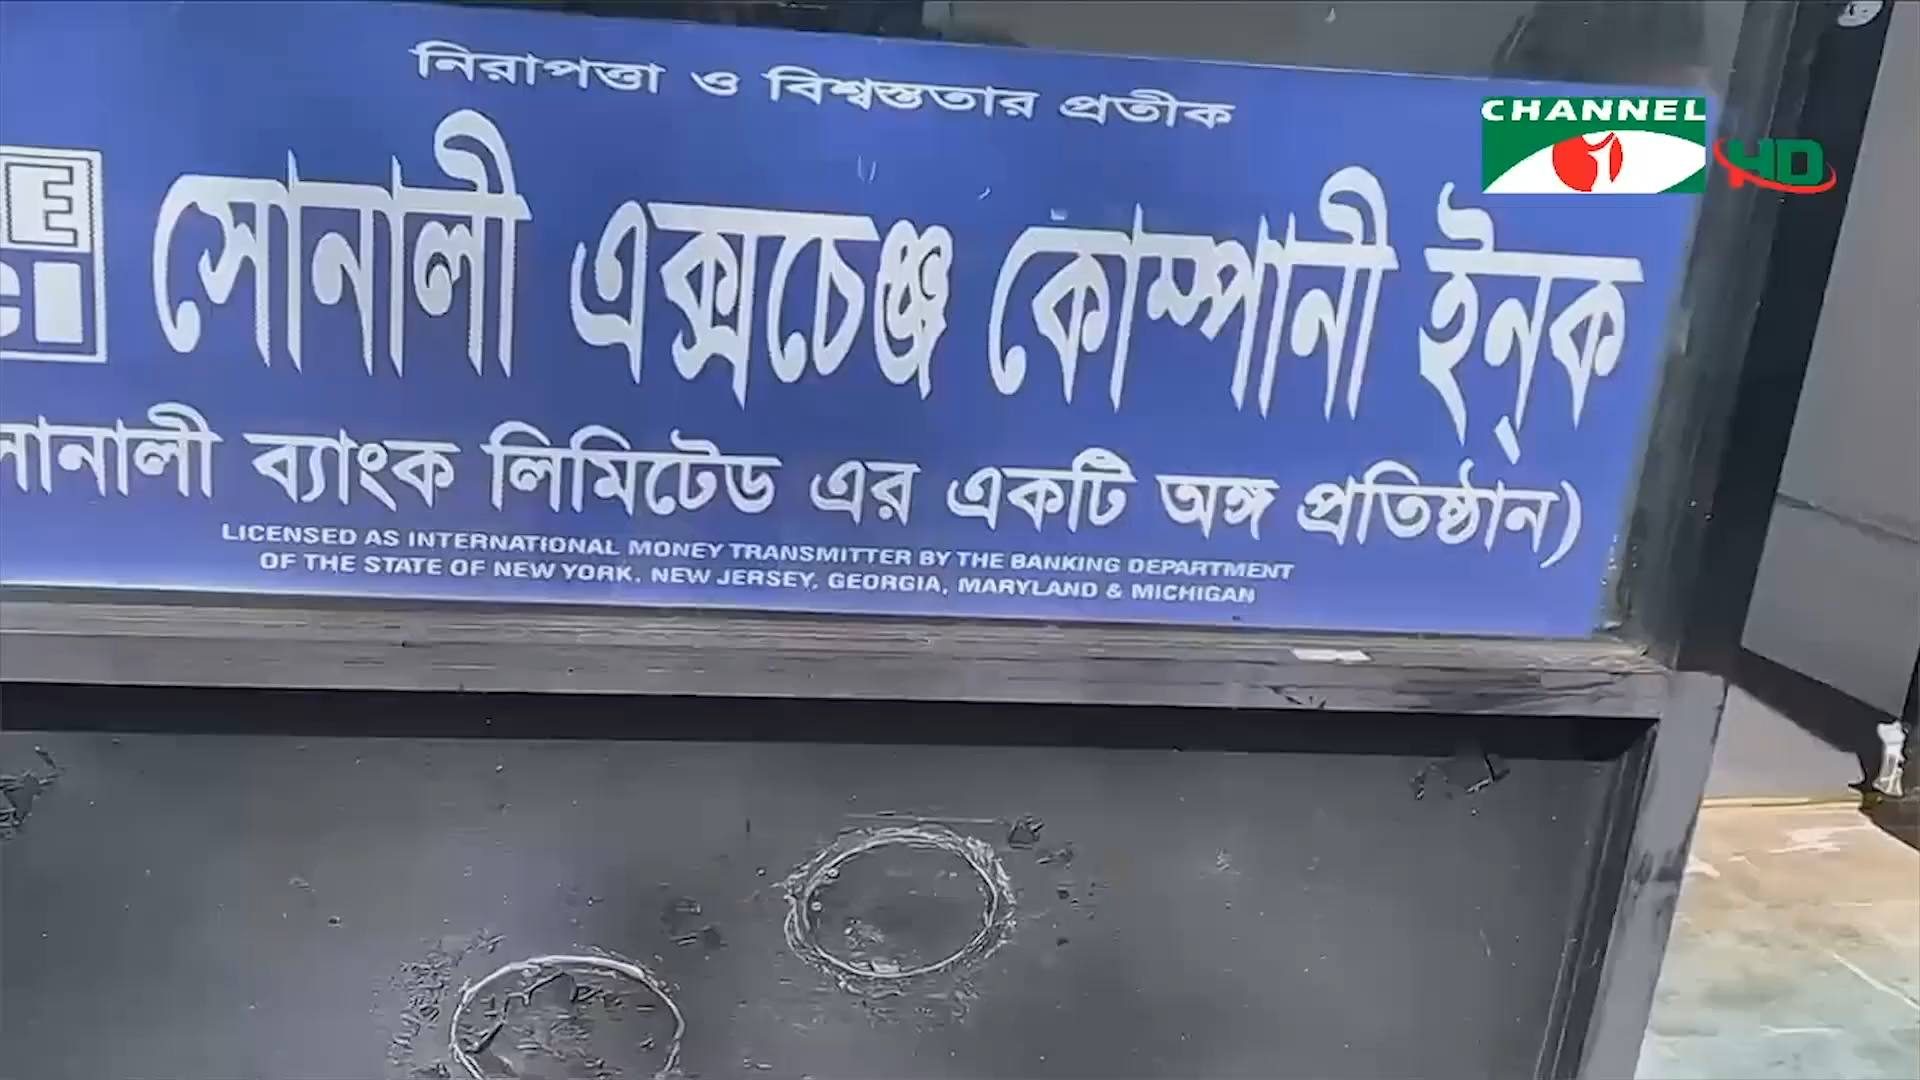 নিরাপত্তা ও বিশ্বস্ততার প্রতীক
CHANNEL i HD
সোনালী এক্সচেঞ্জ কোম্পানী ইন্‌ক
ব্যাংক লিমিটেড এর একটি অঙ্গ প্রতিষ্ঠান)
LICENSED AS INTERNATIONAL MONEY TRANSMITTER BY THE BANKING DEPARTMENT
OF THE STATE OF NEW YORK, NEW JERSEY, GEORGIA, MARYLAND & MICHIGAN